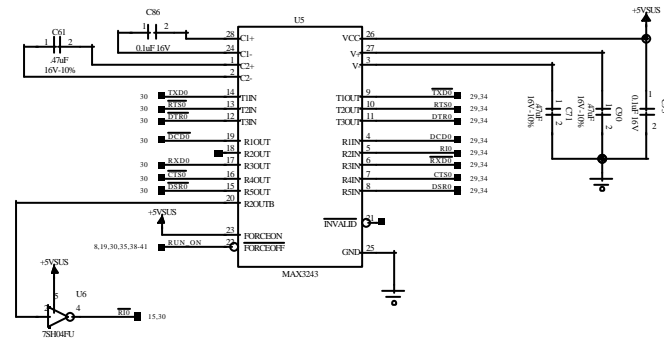 C86
U5
+5VSUS
C61
1 2
1 2
0.1uF 16V
.47uF
16V-10%
28 C1+ VCC 26
24 C1- V+ 27
1 C2+ V- 3
2 C2-
30 TXD0 14 T1IN T1OUT 9 TXD0 29,34
30 RTS0 13 T2IN T2OUT 10 RTS0 29,34
30 DTR0 12 T3IN T3OUT 11 DTR0 29,34
30 DCD0 19 R1OUT R1IN 4 DCD0 29,34
18 R2OUT R2IN 5 RI0 29,34
30 RXD0 17 R3OUT R3IN 6 RXD0 29,34
30 CTS0 16 R4OUT R4IN 7 CTS0 29,34
30 DSR0 15 R5OUT R5IN 8 DSR0 29,34
20 R2OUTB
INVALID 21
+5VSUS
23 FORCEON
8,19,30,35,38-41 RUN_ON 22 FORCEOFF
GND 25
MAX3243
1 2 C71 .47uF 16V-10%
1 2 C90 .47uF 16V-10%
1 2 0.1uF 16V
+5VSUS
U6
5
4
RI0 15,30
7SH04FU